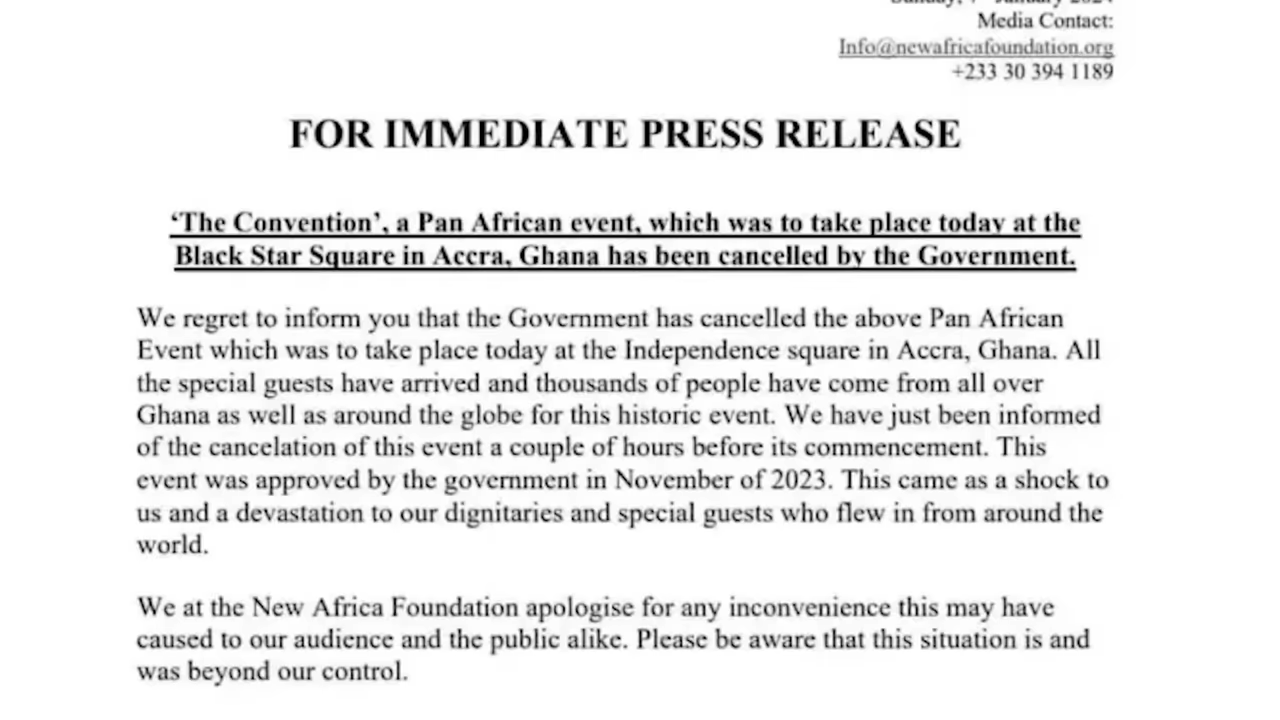 Media Contact:
Info@newafricafoundation.org
+233 30 394 1189
FOR IMMEDIATE PRESS RELEASE
‘The Convention’, a Pan African event, which was to take place today at the
Black Star Square in Accra, Ghana has been cancelled by the Government.
We regret to inform you that the Government has cancelled the above Pan African
Event which was to take place today at the Independence square in Accra, Ghana. All
the special guests have arrived and thousands of people have come from all over
Ghana as well as around the globe for this historic event. We have just been informed
of the cancelation of this event a couple of hours before its commencement. This
event was approved by the government in November of 2023. This came as a shock to
us and a devastation to our dignitaries and special guests who flew in from around the
world.
We at the New Africa Foundation apologise for any inconvenience this may have
caused to our audience and the public alike. Please be aware that this situation is and
was beyond our control.